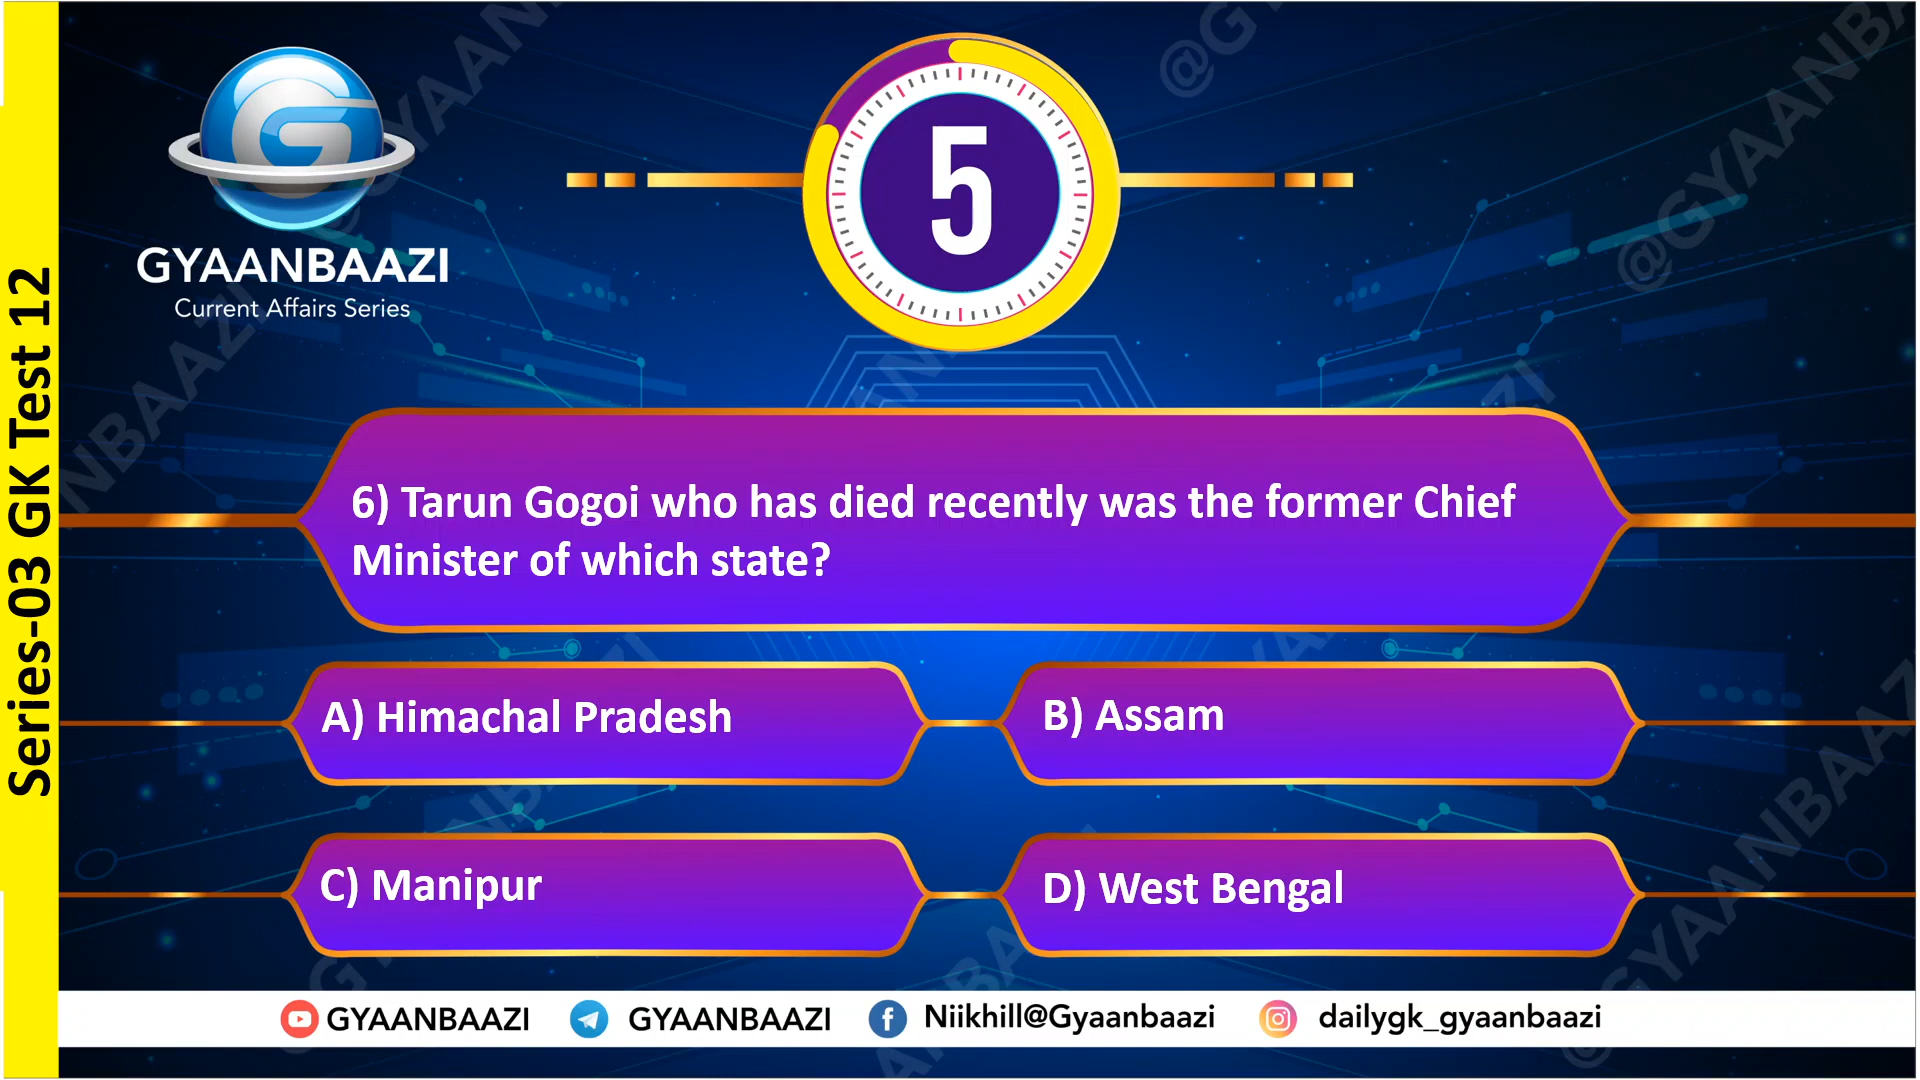 Series-03 GK Test 12
GYAANBAAZI
Current Affairs Series
5
6) Tarun Gogoi who has died recently was the former Chief
Minister of which state?
A) Himachal Pradesh
B) Assam
C) Manipur
D) West Bengal
GYAANBAAZI
GYAANBAAZI
Niikhill@Gyaanbaazi
dailygk_gyaanbaazi
@GYAANBAAZI